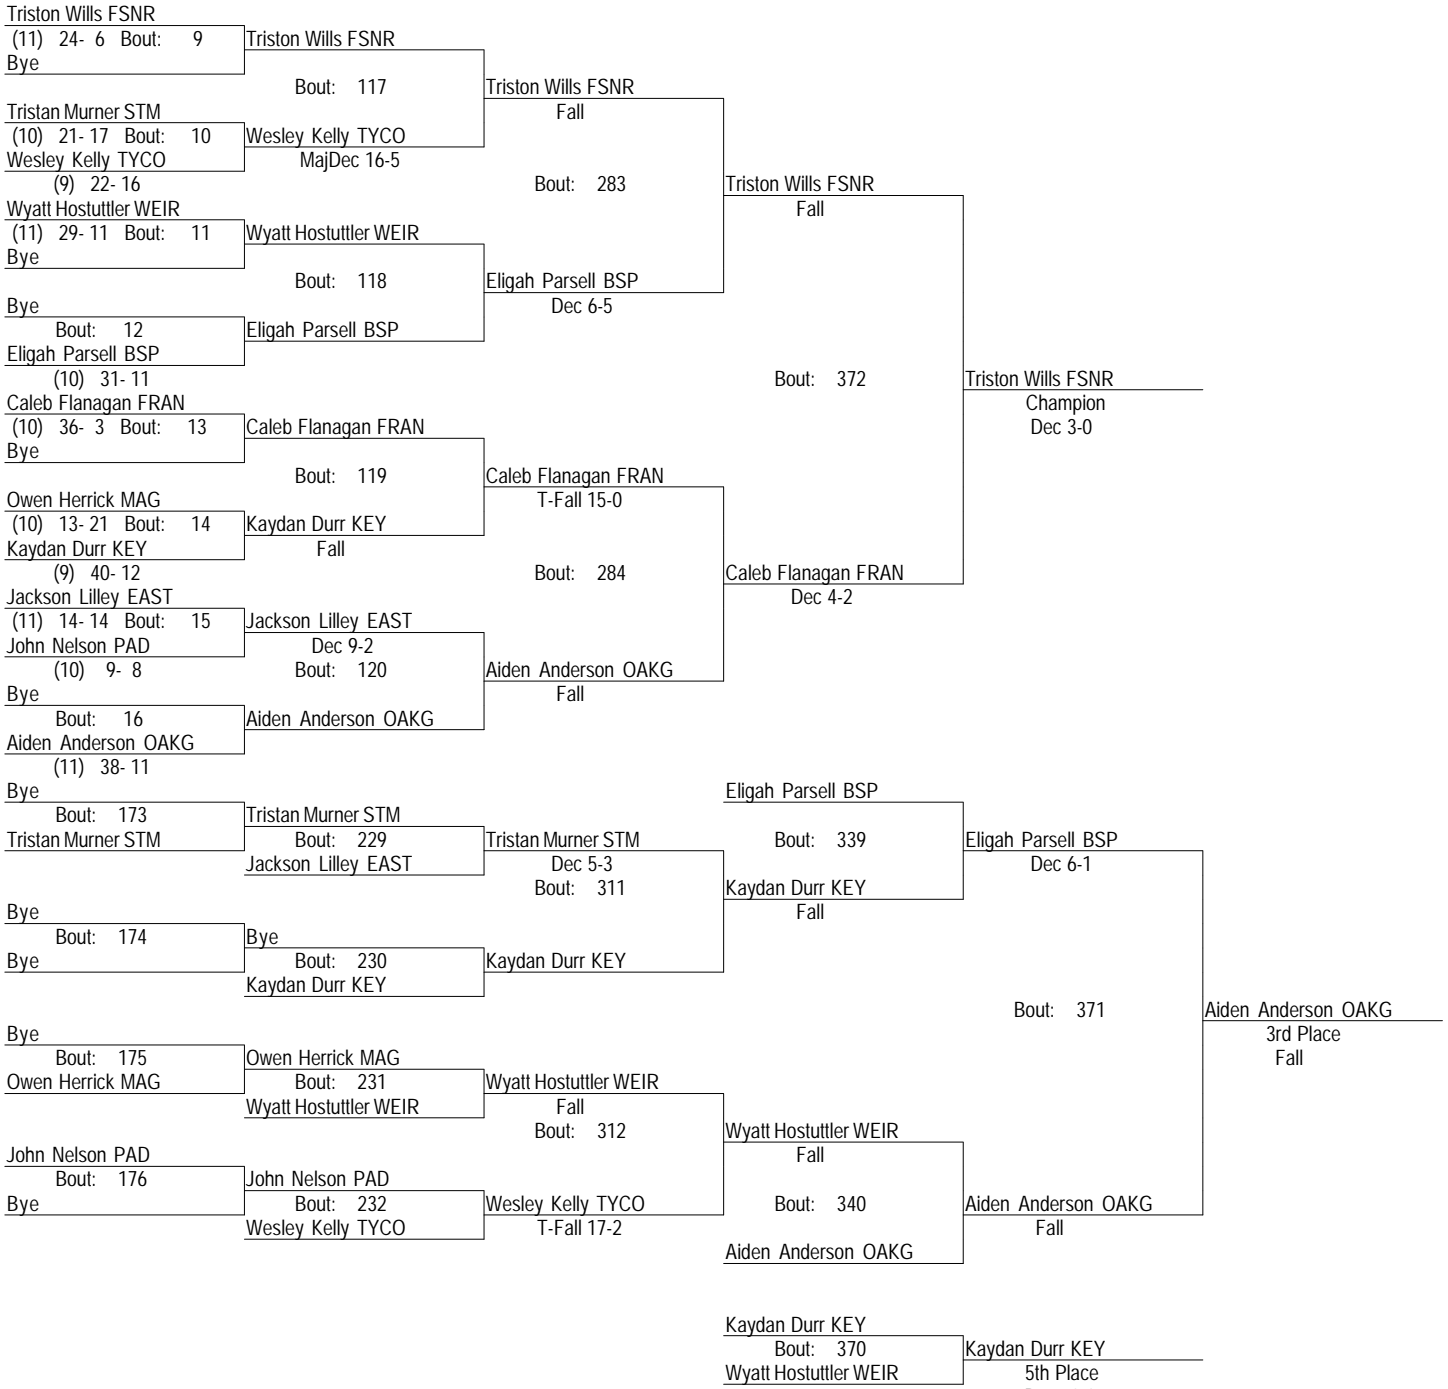 Triston Wills FSNR
(11) 24- 6 Bout: 9
Bye
Triston Wills FSNR
Bout: 117
Tristan Murner STM
(10) 21- 17 Bout: 10
Wesley Kelly TYCO
(9) 22- 16
Wesley Kelly TYCO
MajDec 16-5
Triston Wills FSNR
Fall
Bout: 283
Wyatt Hostuttler WEIR
(11) 29- 11 Bout: 11
Bye
Wyatt Hostuttler WEIR
Bout: 118
Bye
Bout: 12
Eligah Parsell BSP
(10) 31- 11
Eligah Parsell BSP
Eligah Parsell BSP
Dec 6-5
Triston Wills FSNR
Fall
Bout: 372
Caleb Flanagan FRAN
(10) 36- 3 Bout: 13
Bye
Caleb Flanagan FRAN
Bout: 119
Owen Herrick MAG
(10) 13- 21 Bout: 14
Kaydan Durr KEY
(9) 40- 12
Kaydan Durr KEY
Fall
Caleb Flanagan FRAN
T-Fall 15-0
Bout: 284
Jackson Lilley EAST
(11) 14- 14 Bout: 15
John Nelson PAD
(10) 9- 8
Jackson Lilley EAST
Dec 9-2
Bout: 120
Bye
Bout: 16
Aiden Anderson OAKG
(11) 38- 11
Aiden Anderson OAKG
Aiden Anderson OAKG
Fall
Caleb Flanagan FRAN
Dec 4-2
Triston Wills FSNR
Champion
Dec 3-0
Bye
Bout: 173
Tristan Murner STM
Tristan Murner STM
Bout: 229
Jackson Lilley EAST
Tristan Murner STM
Dec 5-3
Bout: 311
Bye
Bout: 174
Bye
Bye
Bout: 230
Kaydan Durr KEY
Kaydan Durr KEY
Eligah Parsell BSP
Bout: 339
Kaydan Durr KEY
Fall
Eligah Parsell BSP
Dec 6-1
Bout: 371
Bye
Bout: 175
Owen Herrick MAG
Owen Herrick MAG
Bout: 231
Wyatt Hostuttler WEIR
Wyatt Hostuttler WEIR
Fall
Bout: 312
John Nelson PAD
Bout: 176
Bye
John Nelson PAD
Bout: 232
Wesley Kelly TYCO
Wesley Kelly TYCO
T-Fall 17-2
Wyatt Hostuttler WEIR
Fall
Bout: 340
Aiden Anderson OAKG
Aiden Anderson OAKG
Fall
Aiden Anderson OAKG
3rd Place
Fall
Kaydan Durr KEY
Bout: 370
Wyatt Hostuttler WEIR
Kaydan Durr KEY
5th Place